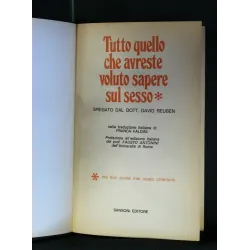 Tutto quello
che avreste
voluto sapere
sul sesso*
SPIEGATO DAL DOTT. DAVID REUBEN
nella traduzione italiana di
FRANCA FALCINI
Prefazione all'edizione italiana
del prof. FAUSTO ANTONINI
dell'Università di Roma
* ma non avete mai osato chiedere
SANSONI EDITORE